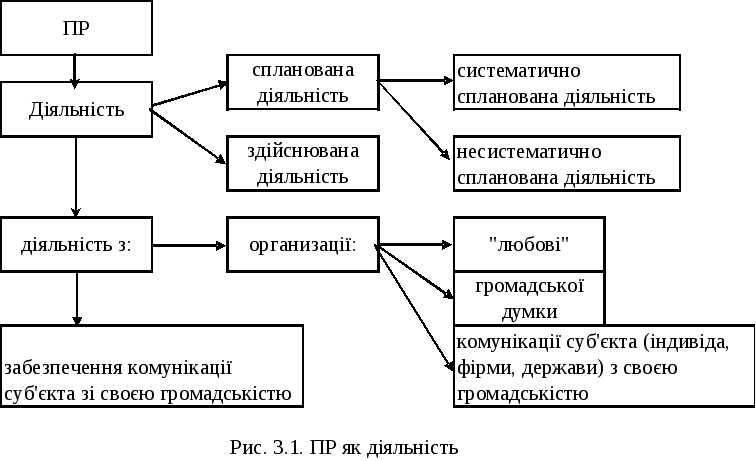 ПР
Діяльність
спланована
діяльність
систематично
спланована діяльність
здійснювана
діяльність
несистематично
спланована діяльність
діяльність з:
организації:
"любові"
громадської
думки
забезпечення комунікації
суб'єкта зі своєю громадськістю
комунікації суб'єкта (індивіда,
фірми, держави) з своєю
громадськістю
Рис. 3.1. ПР як діяльність